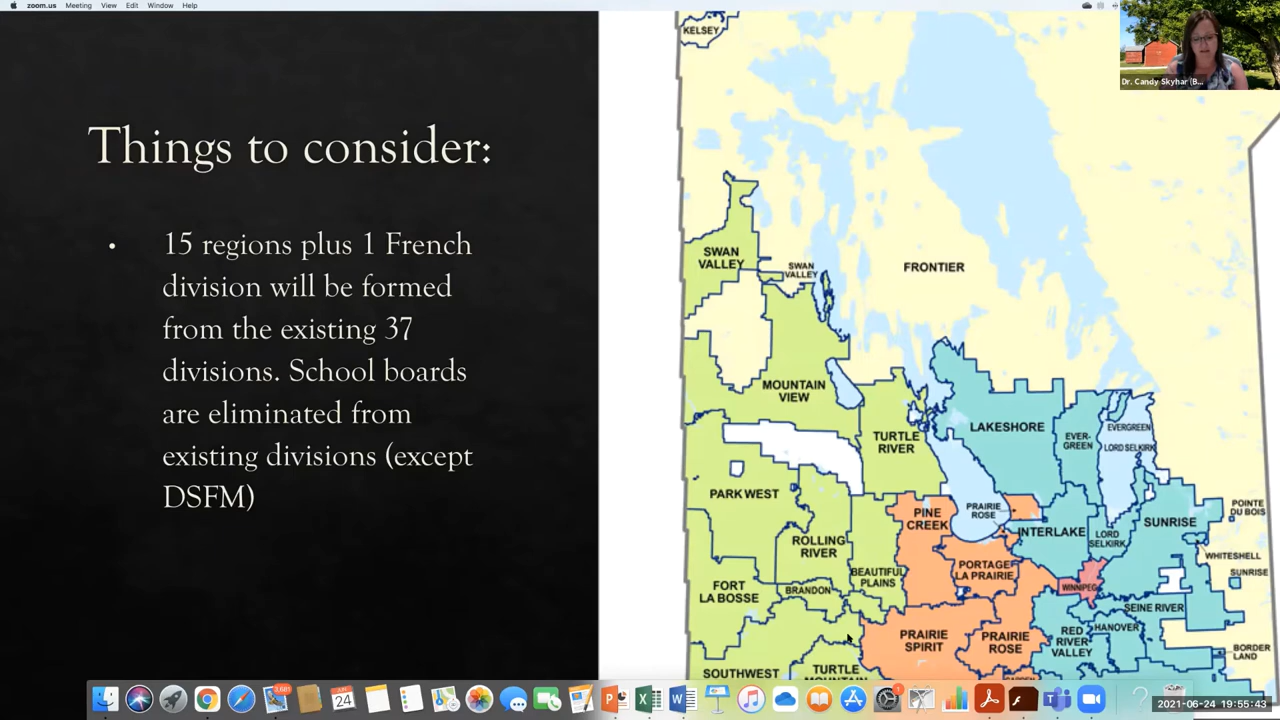 zoom.us Meeting View Edit Window Help
Dr. Candy Skyhar (B...
Things to consider:
• 15 regions plus 1 French
division will be formed
from the existing 37
divisions. School boards
are eliminated from
existing divisions (except
DSFM)
KELSEY
SWAN
VALLEY
SWAN
VALLEY
FRONTIER
MOUNTAIN
VIEW
TURTLE
RIVER
LAKESHORE
EVER-
GREEN
EVERGREEN
LORD SELKIRK
PARK WEST
PINE
CREEK
PRAIRIE
ROSE
INTERLAKE
LORD
SELKIRK
SUNRISE
POINTE
DU BOIS
ROLLING
RIVER
WHITESHELL
SUNRISE
BEAUTIFUL
PLAINS
PORTAGE
LA PRAIRIE
WINNIPEG
FORT
LA BOSSE
BRANDON
SEINE RIVER
HANOVER
PRAIRIE
SPIRIT
PRAIRIE
ROSE
RED
RIVER
VALLEY
BORDER
LAND
SOUTHWEST
TURTLE
MOUNTAIN
JUN
24
2021-06-24 19:55:43